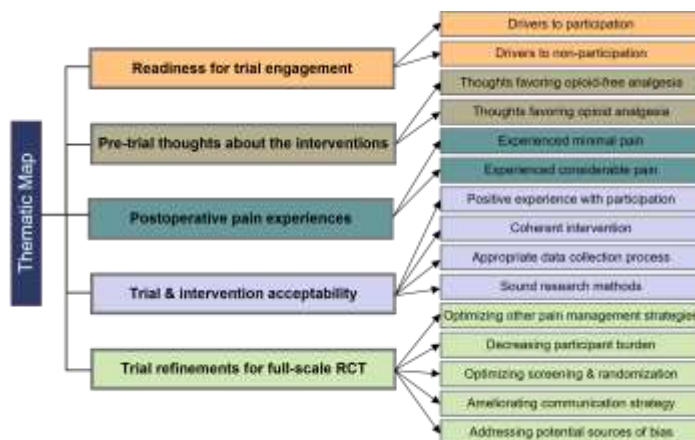 Thematic Map
Readiness for trial engagement
Drivers to participation
Drivers to non-participation
Pre-trial thoughts about the interventions
Thoughts favoring opioid-free analgesia
Thoughts favoring opioid analgesia
Postoperative pain experiences
Experienced minimal pain
Experienced considerable pain
Trial & intervention acceptability
Positive experience with participation
Coherent intervention
Appropriate data collection process
Sound research methods
Trial refinements for full-scale RCT
Optimizing other pain management strategies
Decreasing participant burden
Optimizing screening & randomization
Ameliorating communication strategy
Addressing potential sources of bias